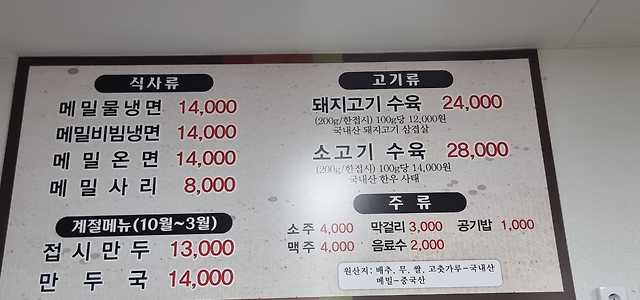 식사류
메밀물냉면 14,000
메밀비빔냉면 14,000
메밀온면 14,000
메밀사리 8,000
계절메뉴(10월~3월)
접시만두 13,000
만두국 14,000
고기류
돼지고기 수육 24,000
(200g/한접시) 100g당 12,000원
국내산 돼지고기 삼겹살
소고기 수육 28,000
(200g/한접시) 100g당 14,000원
국내산 한우 사태
주류
소주 4,000 막걸리 3,000 공기밥 1,000
맥주 4,000 음료수 2,000
원산지: 배추, 무, 쌀, 고춧가루-국내산
메밀-중국산